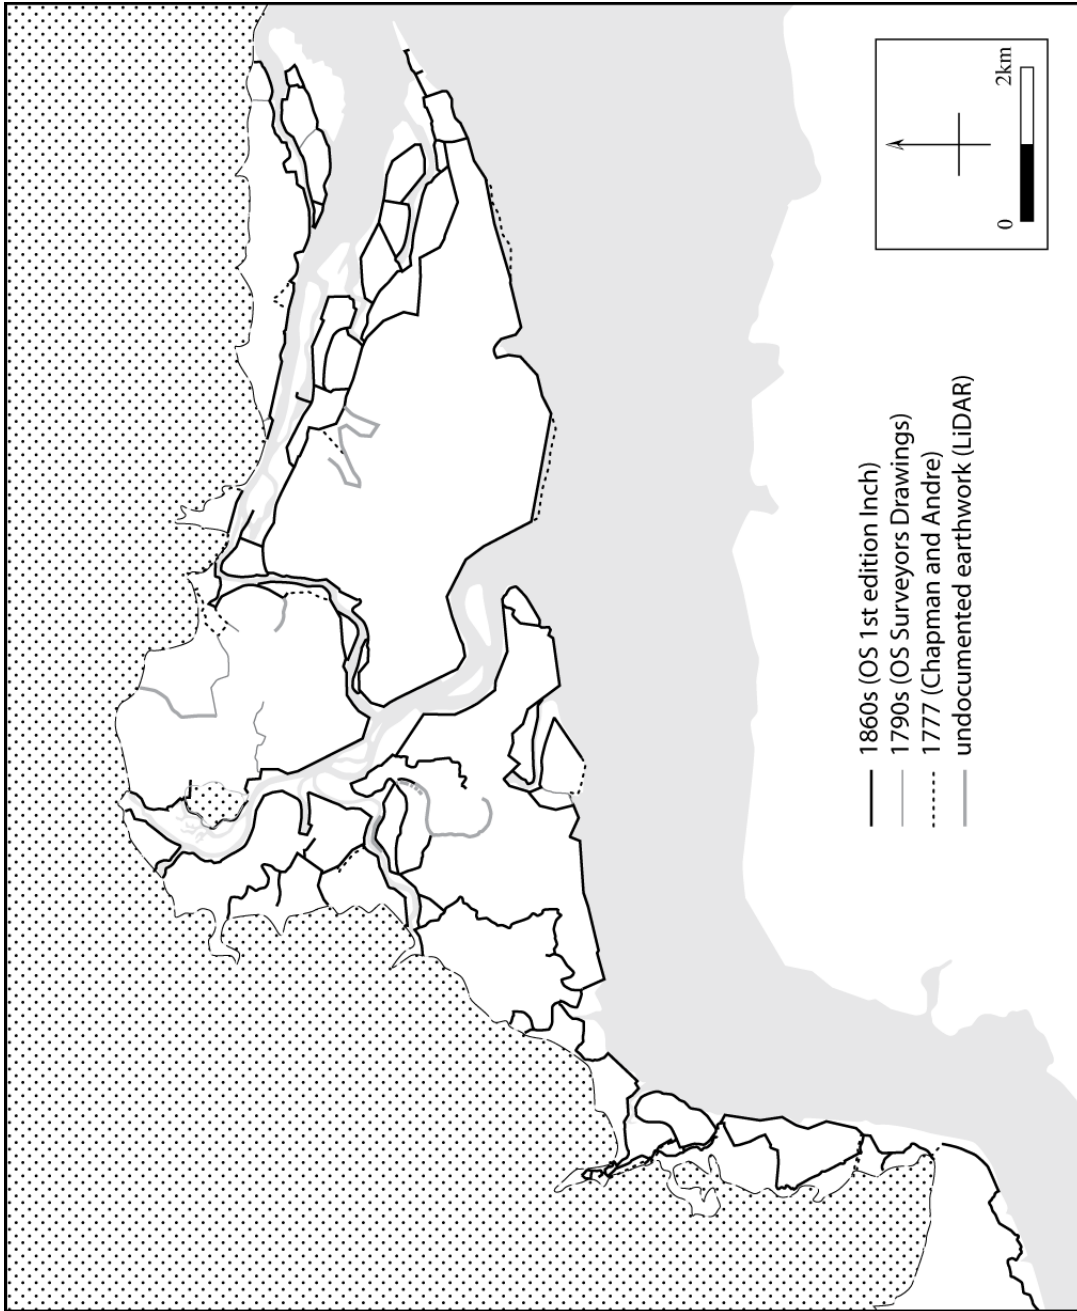 0
2km
1860s (OS 1st edition Inch)
1790s (OS Surveyors Drawings)
1777 (Chapman and Andre)
undocumented earthwork (LiDAR)